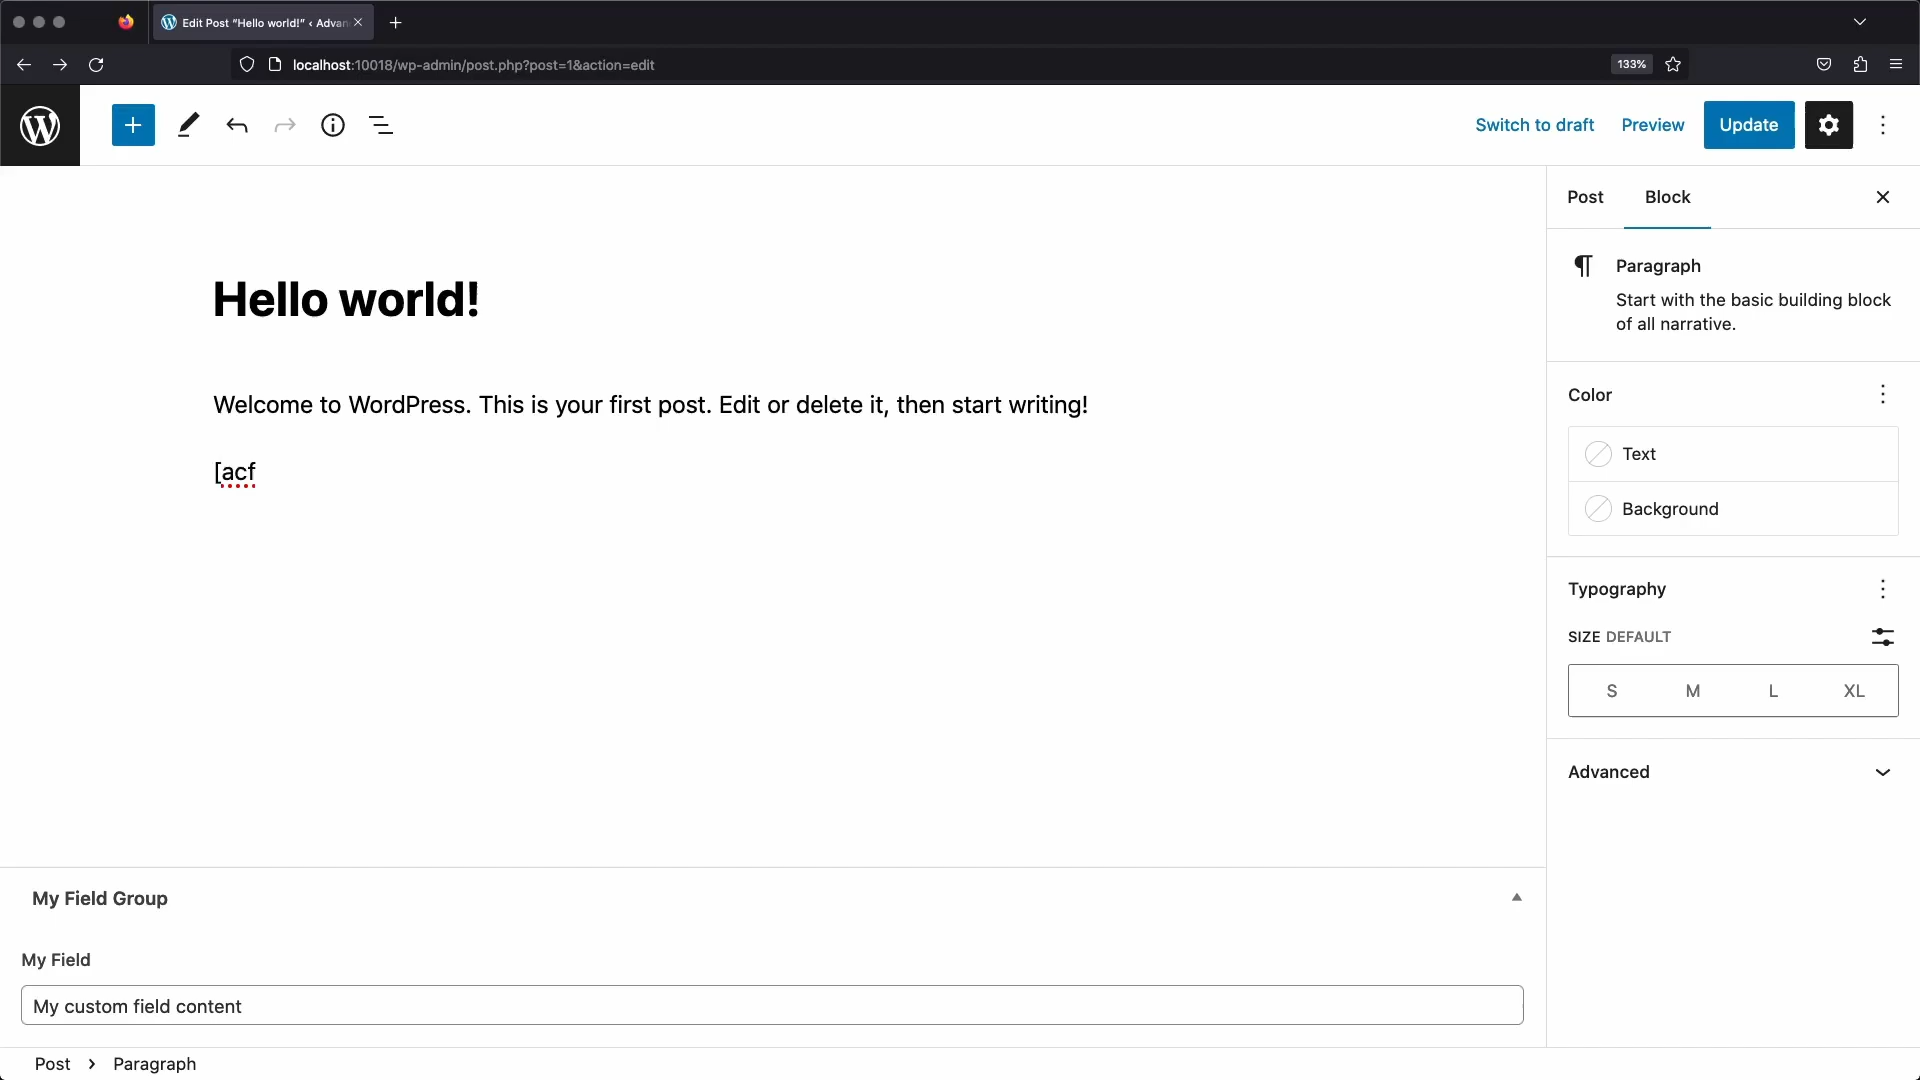 Edit Post “Hello world!” ‹ Advan
localhost:10018/wp-admin/post.php?post=1&action=edit
133%
Switch to draft
Preview
Update
Post
Block
Paragraph
Start with the basic building block
of all narrative.
Color
Text
Background
Typography
SIZE DEFAULT
S
M
L
XL
Advanced
Hello world!
Welcome to WordPress. This is your first post. Edit or delete it, then start writing!
[acf
My Field Group
My Field
My custom field content
Post › Paragraph